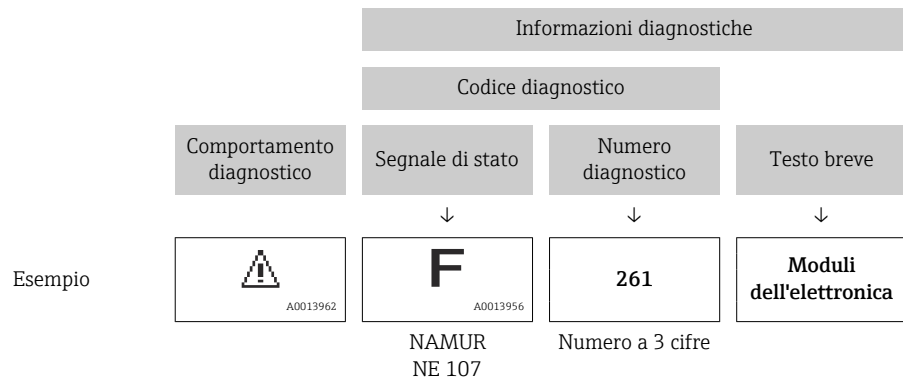 Informazioni diagnostiche
Codice diagnostico
Comportamento
diagnostico
Segnale di stato
Numero
diagnostico
Testo breve
↓
↓
↓
Esempio
A0013962
F
A0013956
261
Moduli
dell'elettronica
NAMUR
NE 107
Numero a 3 cifre